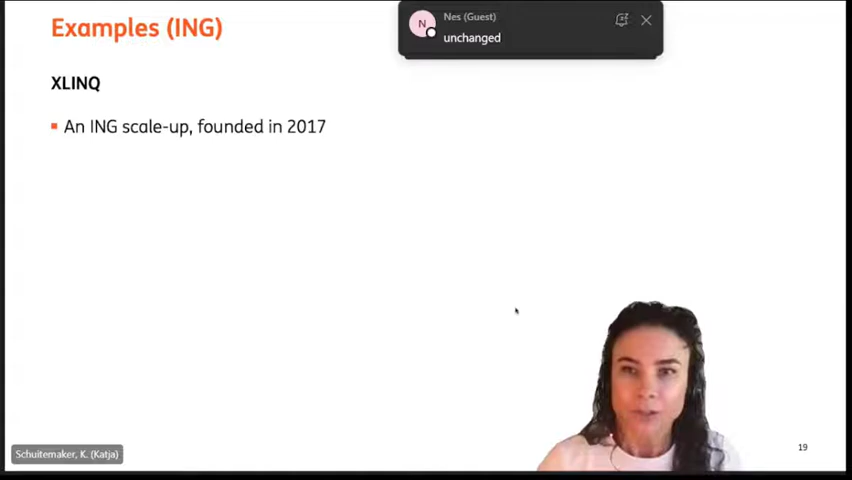 Examples (ING)
N
Nes (Guest)
unchanged
XLINQ
An ING scale-up, founded in 2017
Schuitemaker, K. (Katja)
19